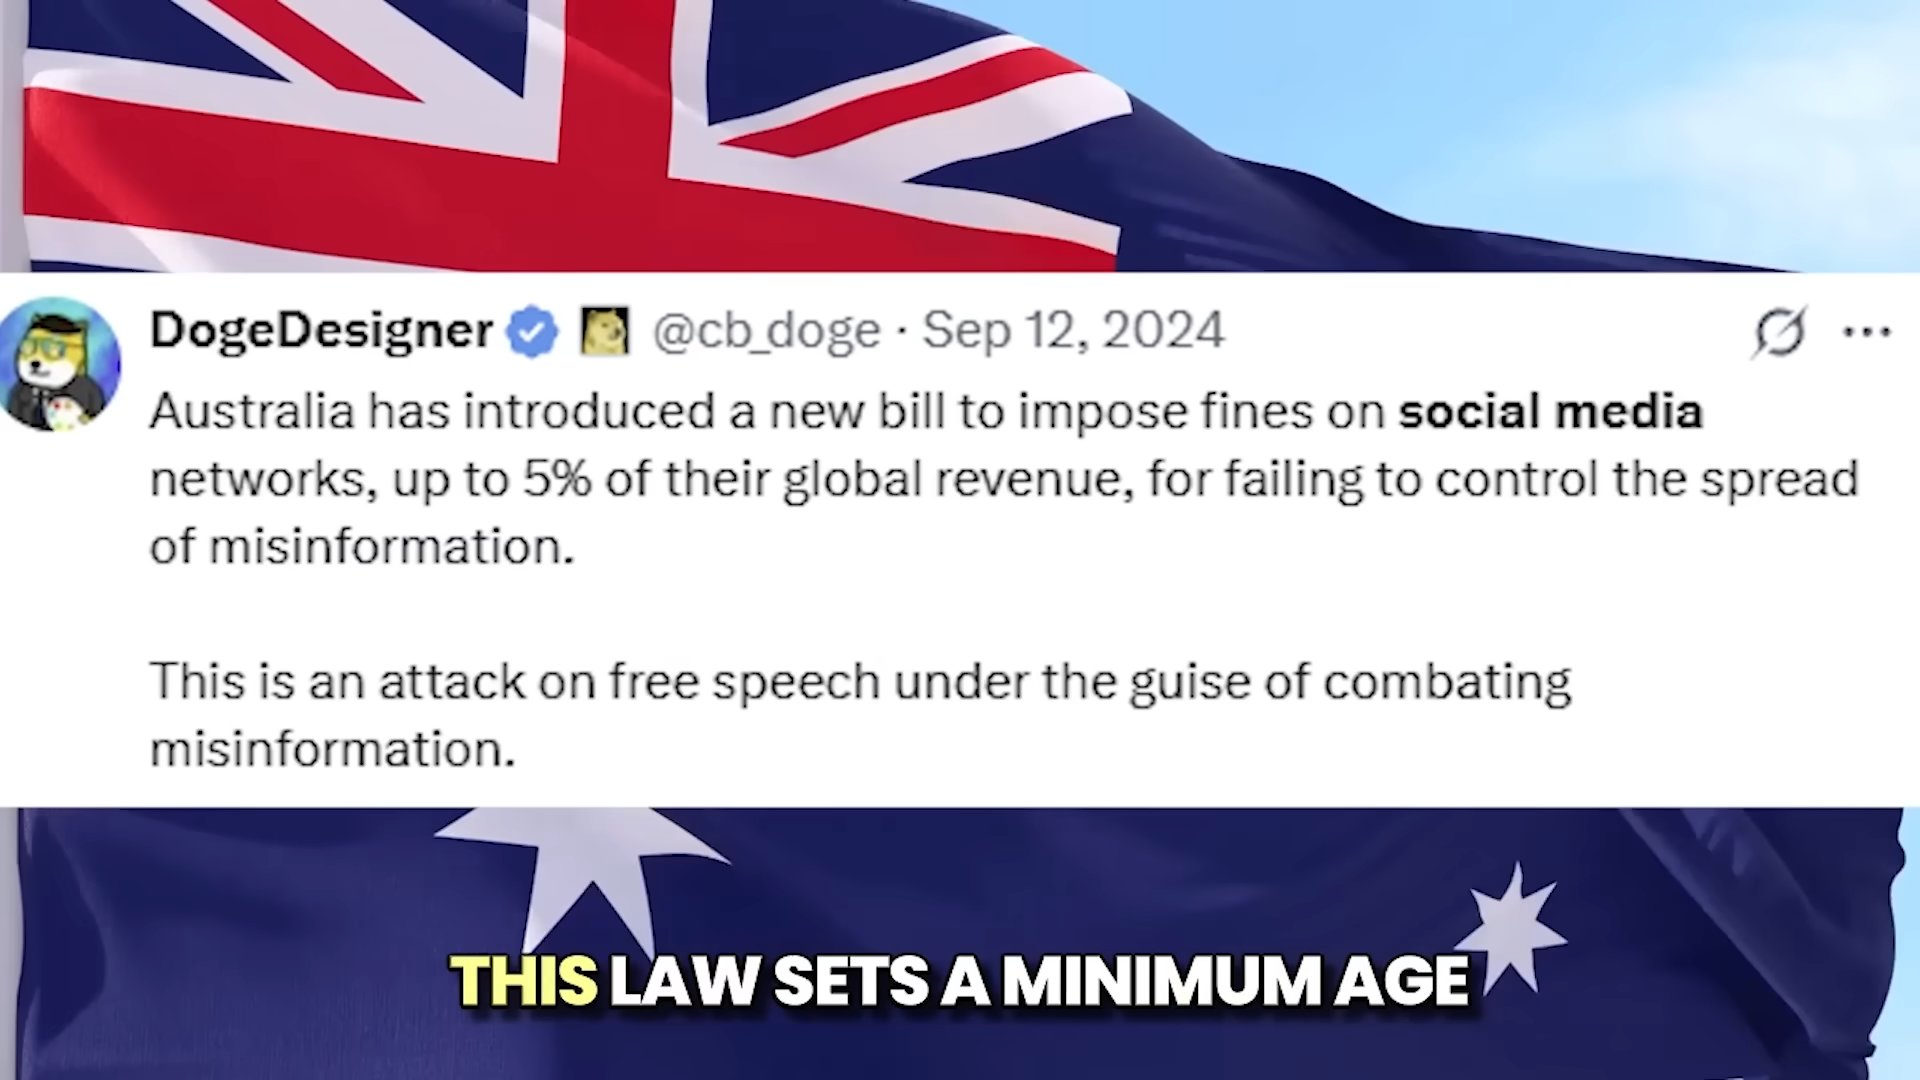 DogeDesigner @cb_doge · Sep 12, 2024
Australia has introduced a new bill to impose fines on social media
networks, up to 5% of their global revenue, for failing to control the spread
of misinformation.
This is an attack on free speech under the guise of combating
misinformation.
THIS LAW SETS A MINIMUM AGE